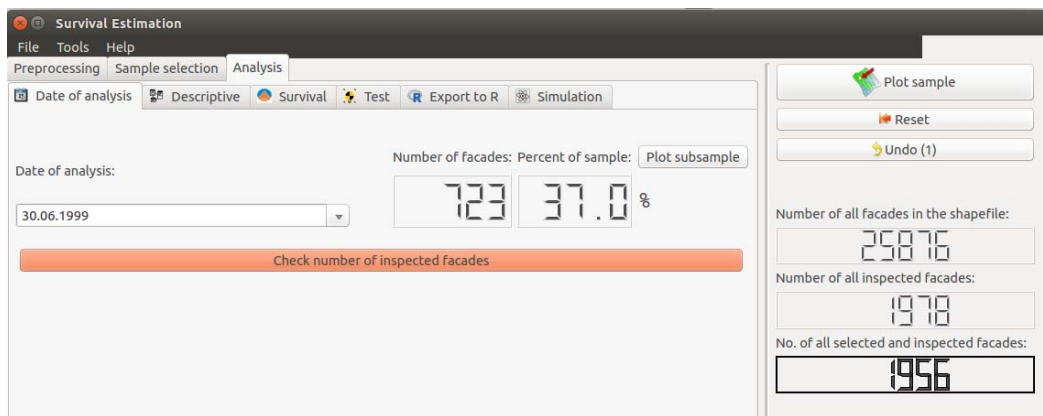 Survival Estimation
File Tools Help
Preprocessing Sample selection Analysis
Date of analysis Descriptive Survival Test Export to R Simulation
Number of facades: Percent of sample: Plot subsample
Date of analysis:
723 37.0 %
30.06.1999
Check number of inspected facades
Plot sample
Reset
Undo (1)
Number of all facades in the shapefile:
25876
Number of all inspected facades:
1978
No. of all selected and inspected facades:
1956